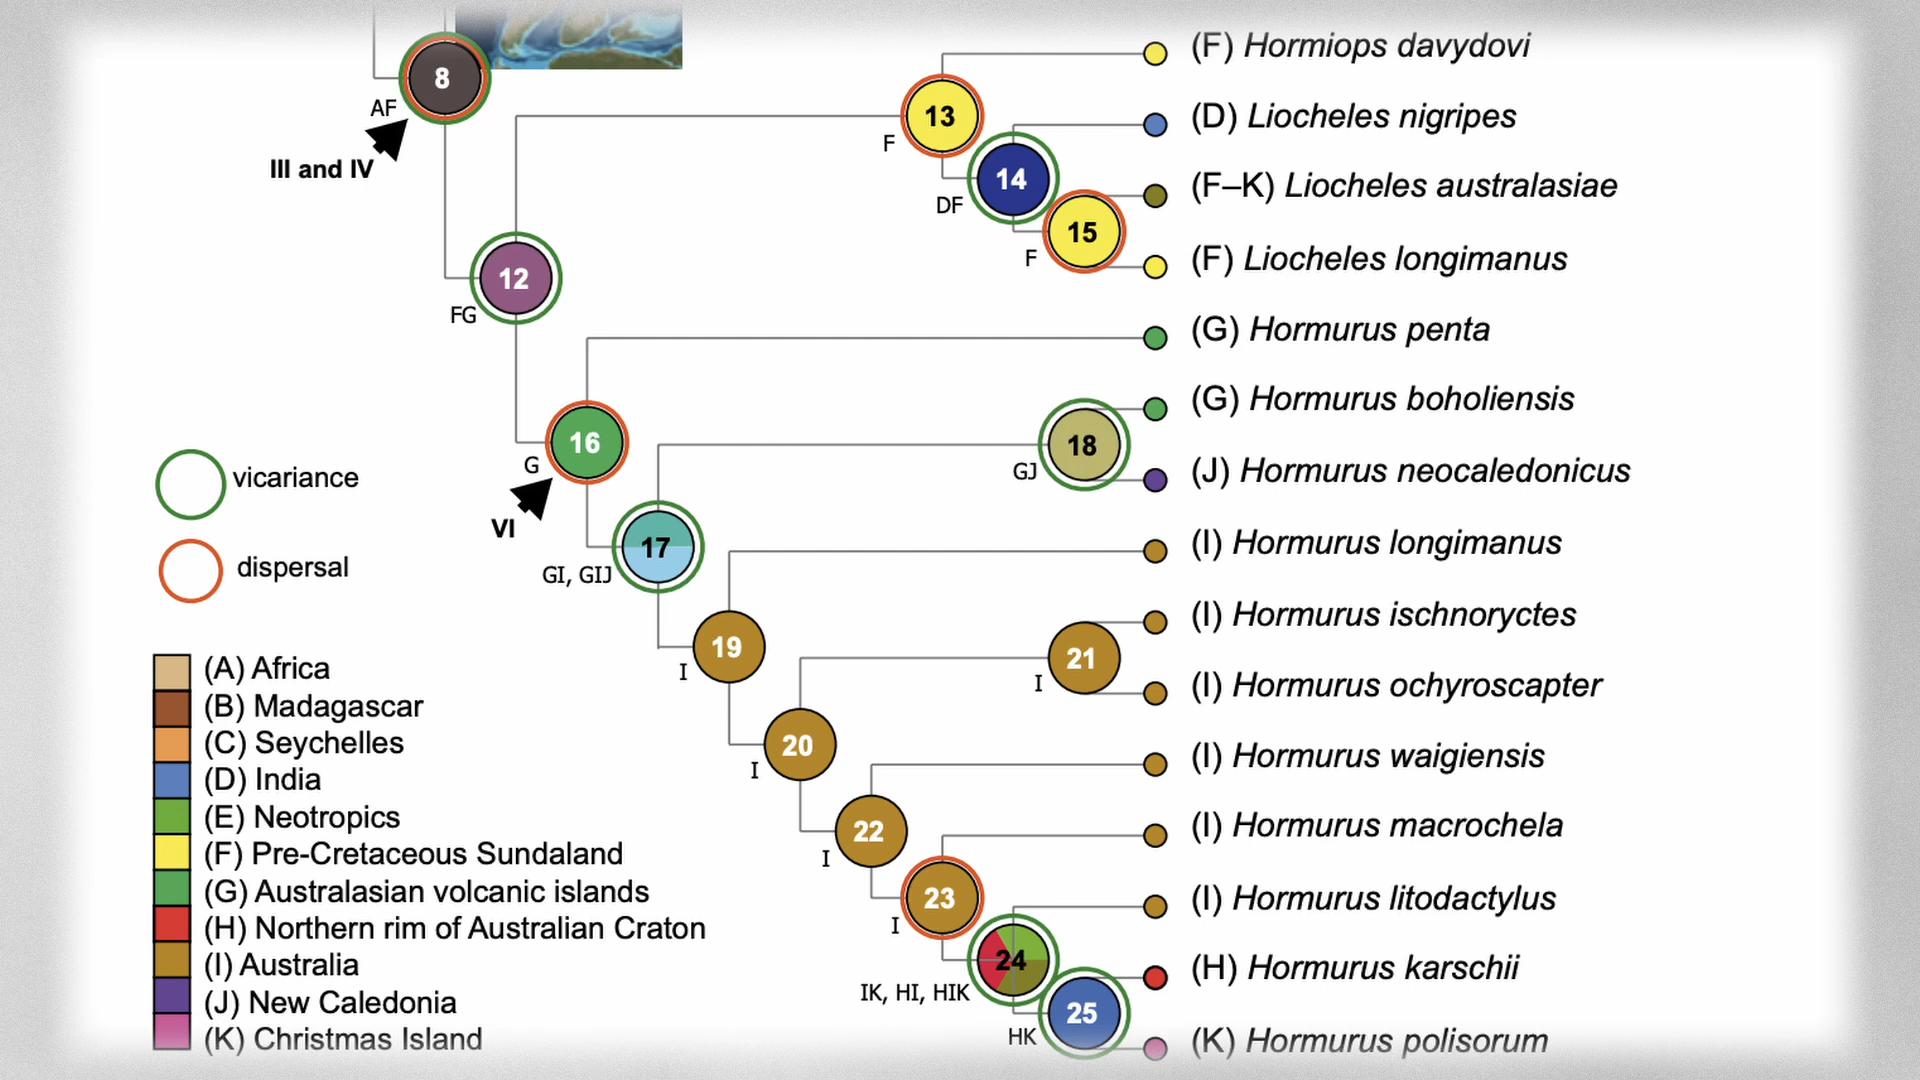 (F) Hormiops davydovi
8
AF
III and IV
13
F
(D) Liocheles nigripes
14
DF
(F–K) Liocheles australasiae
15
F
(F) Liocheles longimanus
12
FG
(G) Hormurus penta
16
G
VI
(G) Hormurus boholiensis
18
GJ
(J) Hormurus neocaledonicus
17
GI, GIJ
(I) Hormurus longimanus
19
I
(I) Hormurus ischnoryctes
21
I
(I) Hormurus ochyroscapter
20
I
(I) Hormurus waigiensis
22
I
(I) Hormurus macrochela
23
I
(I) Hormurus litodactylus
24
IK, HI, HIK
(H) Hormurus karschii
25
HK
(K) Hormurus polisorum
vicariance
dispersal
(A) Africa
(B) Madagascar
(C) Seychelles
(D) India
(E) Neotropics
(F) Pre-Cretaceous Sundaland
(G) Australasian volcanic islands
(H) Northern rim of Australian Craton
(I) Australia
(J) New Caledonia
(K) Christmas Island